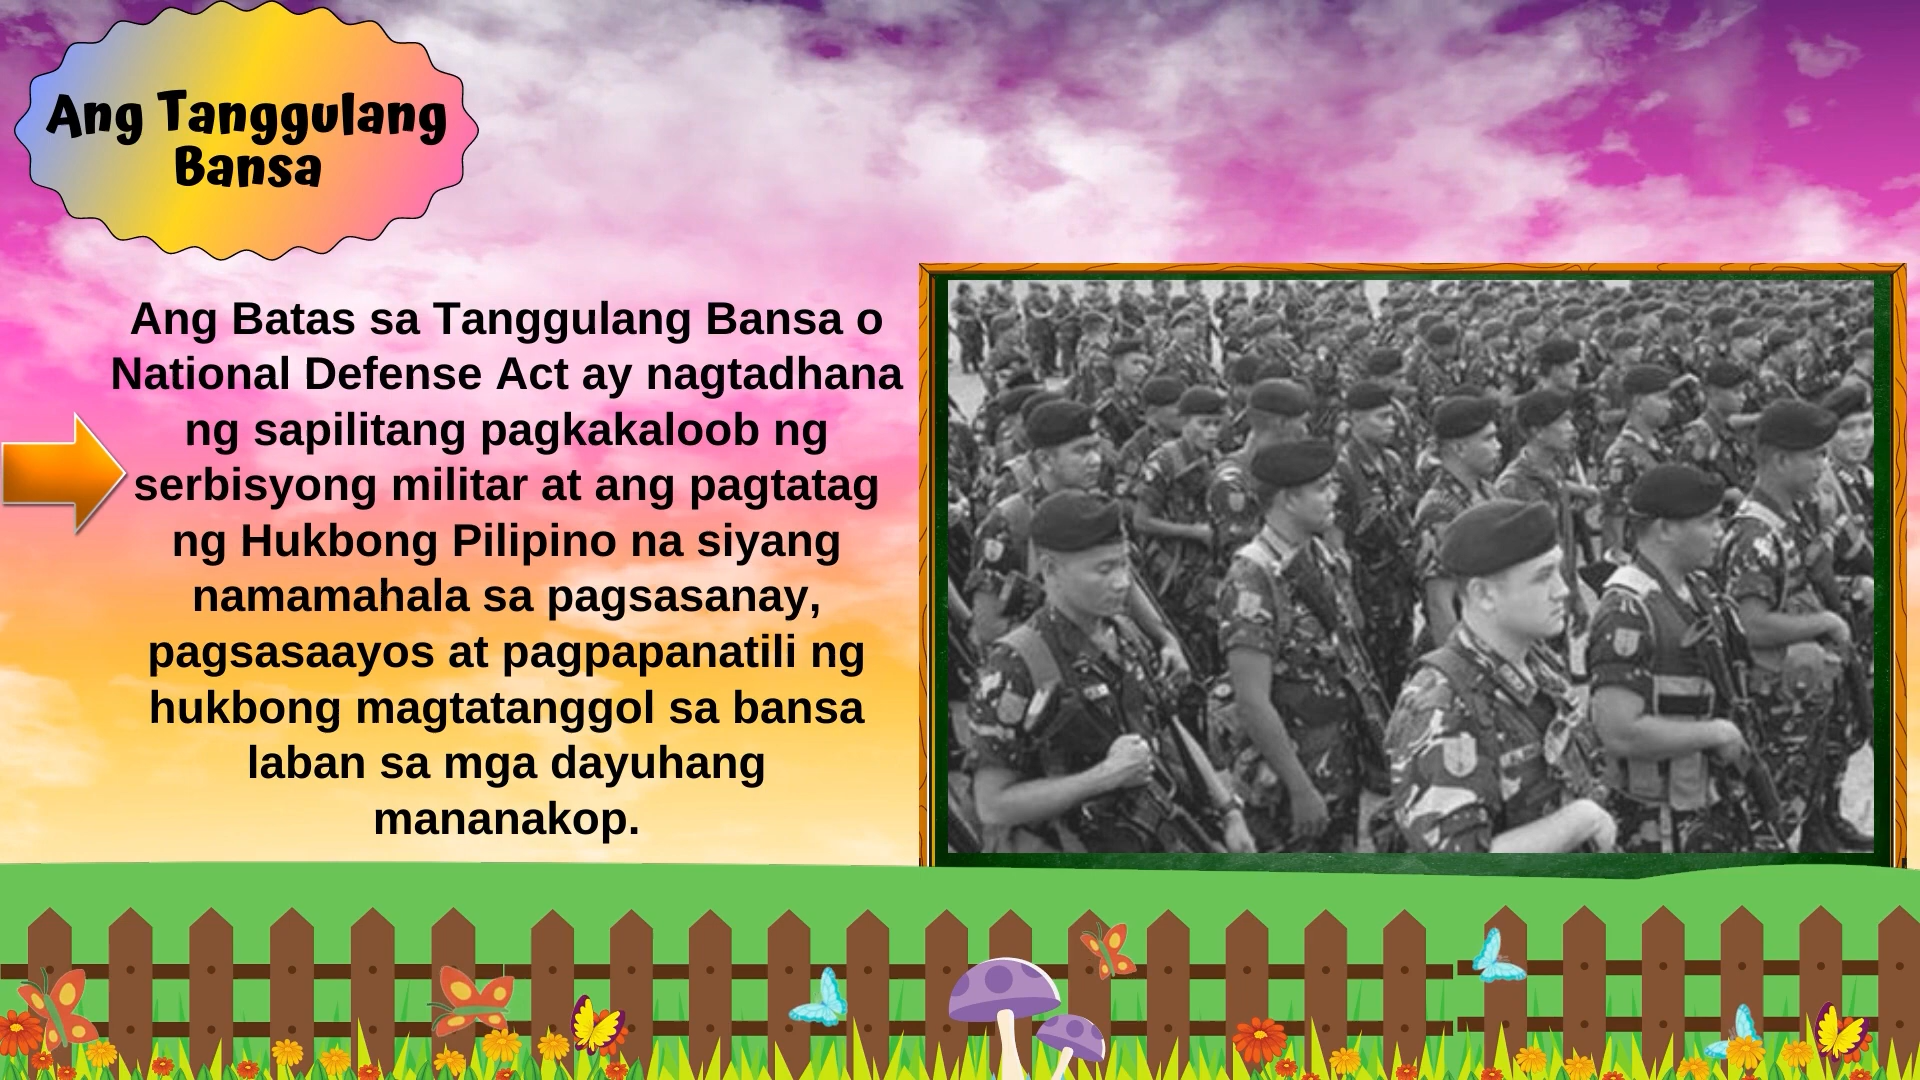 Ang Tanggulang
Bansa
Ang Batas sa Tanggulang Bansa o
National Defense Act ay nagtadhana
ng sapilitang pagkakaloob ng
serbisyong militar at ang pagtatag
ng Hukbong Pilipino na siyang
namamahala sa pagsasanay,
pagsasaayos at pagpapanatili ng
hukbong magtatanggol sa bansa
laban sa mga dayuhang
mananakop.